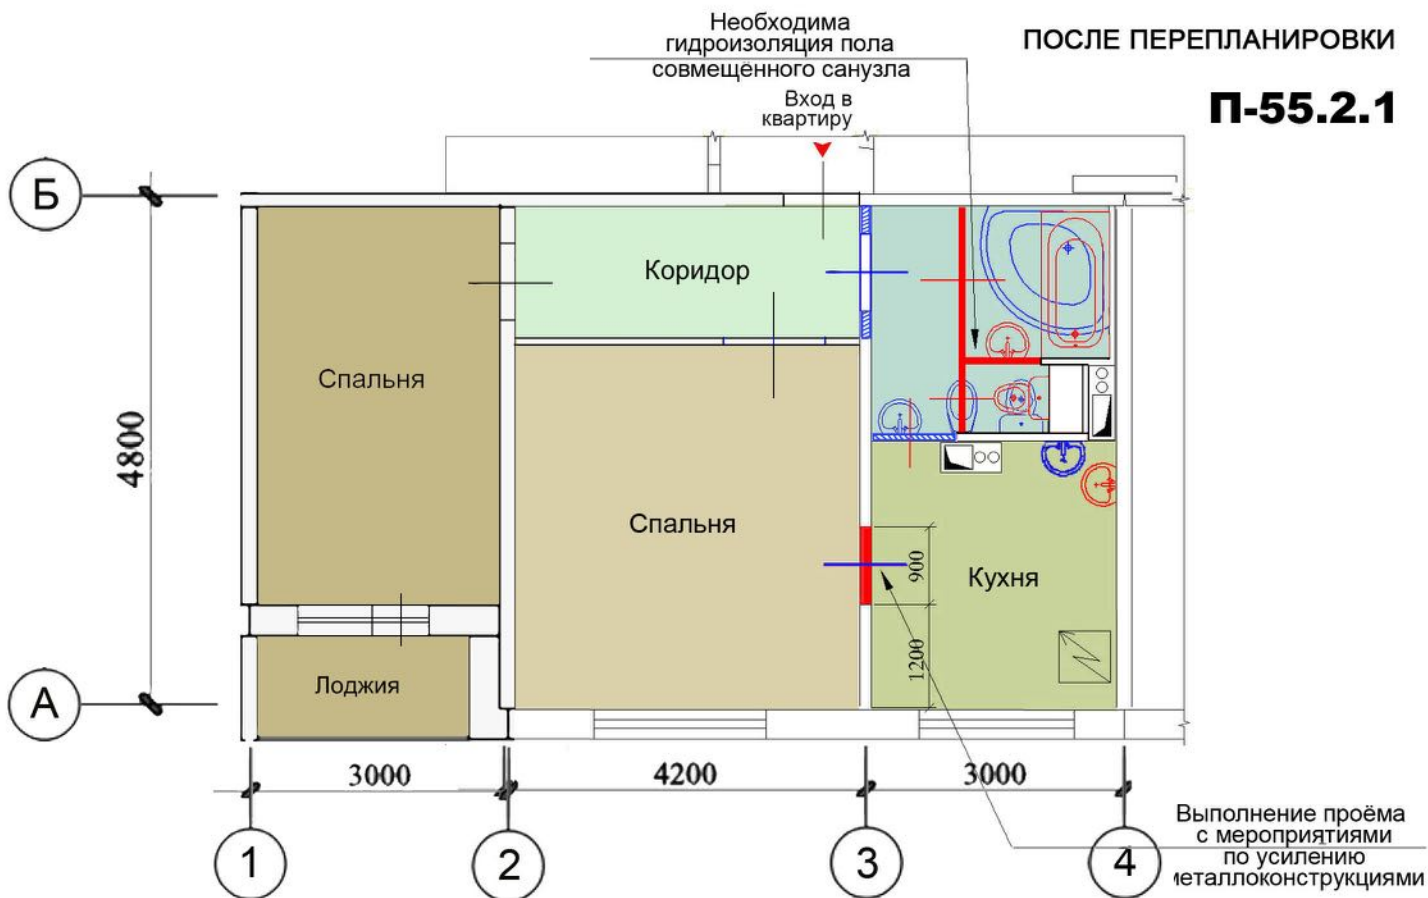 Необходима
гидроизоляция пола
совмещённого санузла
ПОСЛЕ ПЕРЕПЛАНИРОВКИ
П-55.2.1
Вход в
квартиру
Б
Коридор
Спальня
4800
Спальня
900
Кухня
1200
Лоджия
А
3000
4200
3000
Выполнение проёма
с мероприятиями
по усилению
металлоконструкциями
1
2
3
4